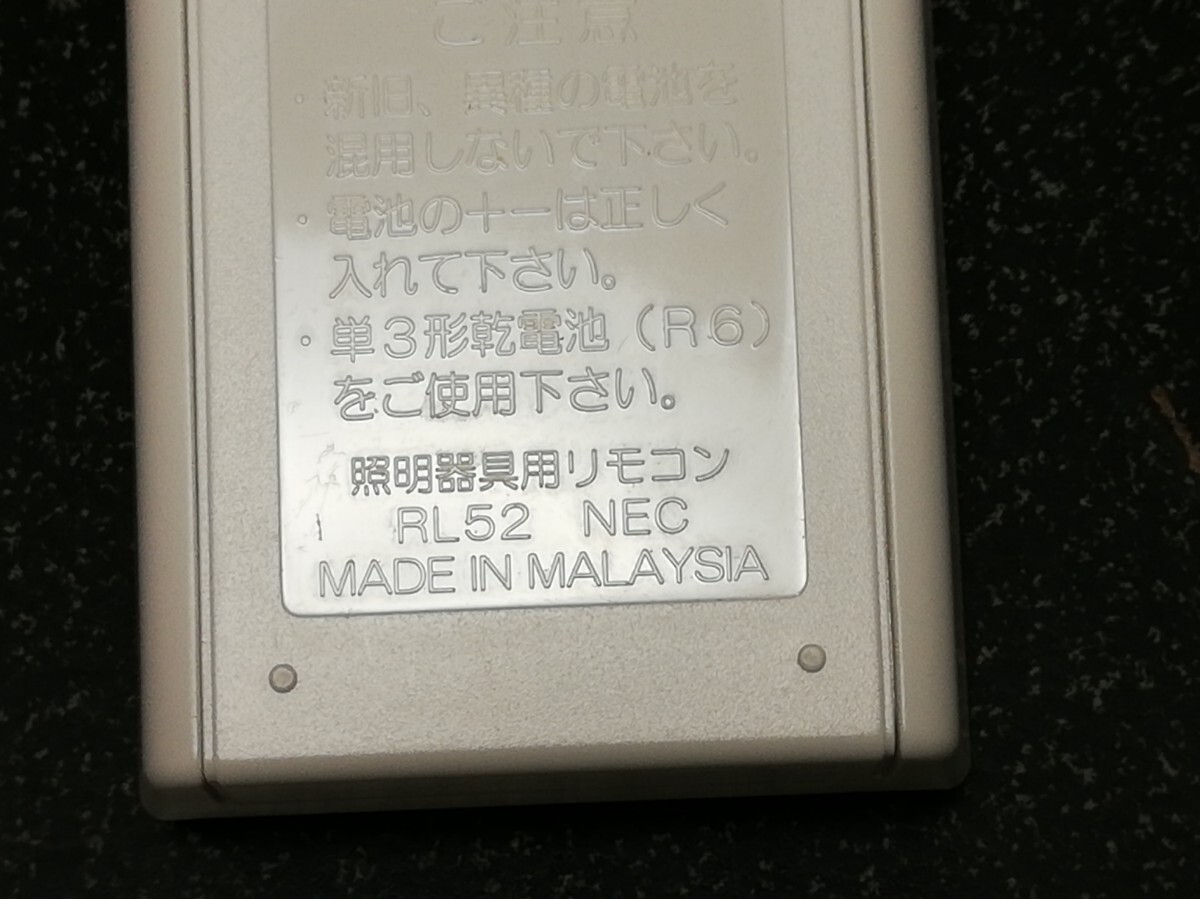 ご注意
・新旧、異種の電池を
混用しないで下さい。
・電池の＋－は正しく
入れて下さい。
・単3形乾電池（R6）
をご使用下さい。
照明器具用リモコン
RL52 NEC
MADE IN MALAYSIA